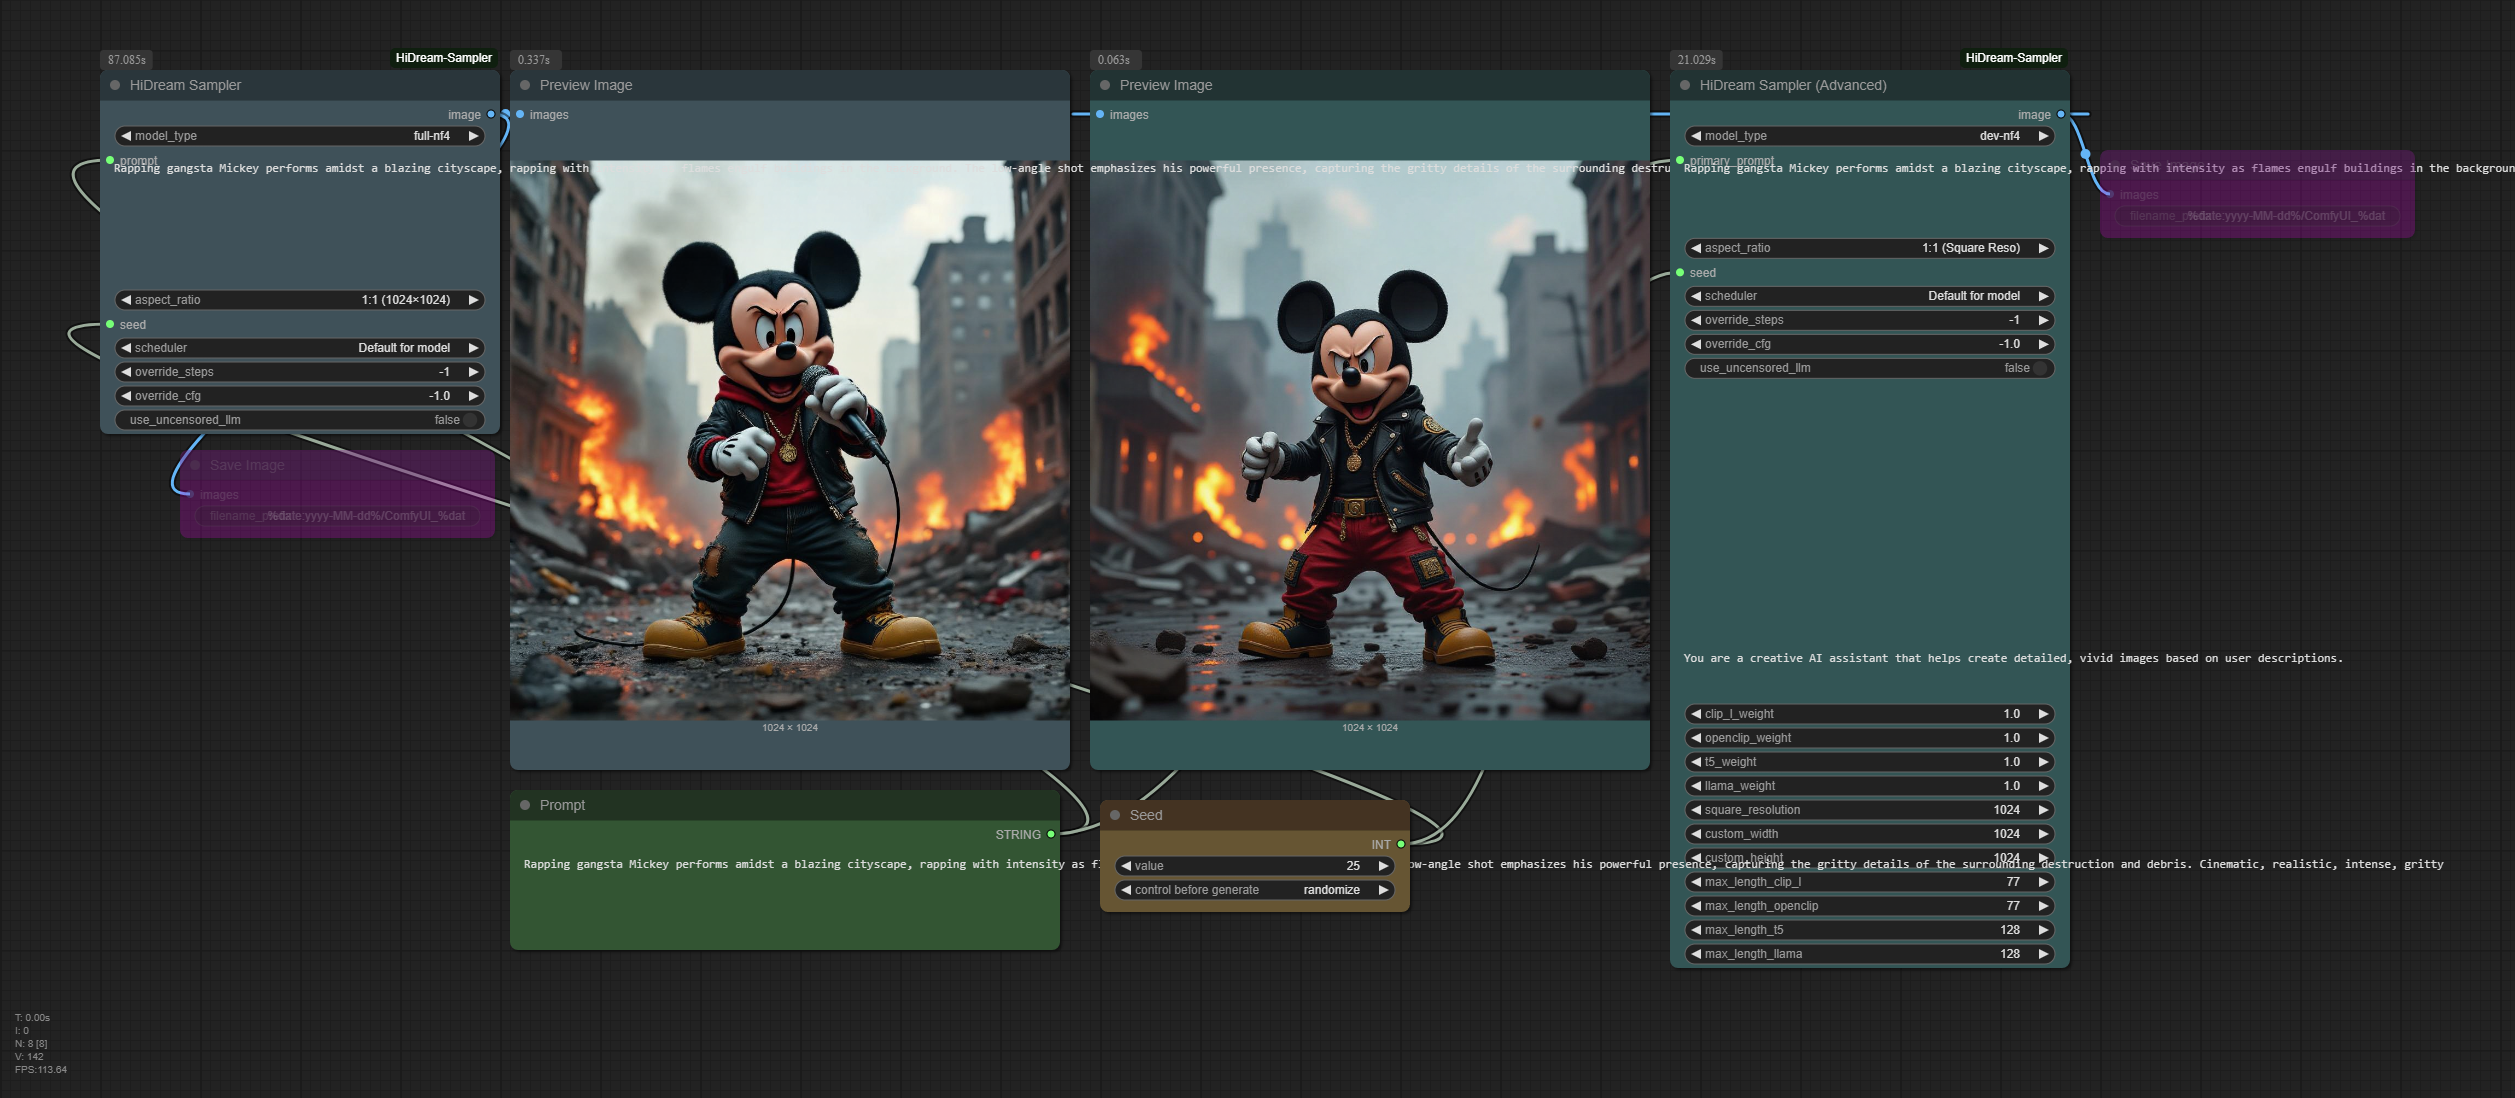 87.085s
HiDream-Sampler
HiDream Sampler
image
model_type full-nf4
prompt
Rapping gangsta Mickey performs amidst a blazing cityscape, rapping with flames low-angle shot emphasizes his powerful presence, capturing the gritty details of the surrounding destru
aspect_ratio 1:1 (1024×1024)
seed
scheduler Default for model
override_steps -1
override_cfg -1.0
use_uncensored_llm false
Save Image
images
%date:yyyy-MM-dd%/ComfyUI_%dat
0.337s
Preview Image
images
1024 × 1024
0.063s
Preview Image
images
1024 × 1024
21.029s
HiDream-Sampler
HiDream Sampler (Advanced)
image
model_type dev-nf4
primary_prompt
Rapping gangsta Mickey performs amidst a blazing cityscape, rapping with intensity as flames engulf buildings in the backgroun
aspect_ratio 1:1 (Square Reso)
seed
scheduler Default for model
override_steps -1
override_cfg -1.0
use_uncensored_llm false
You are a creative AI assistant that helps create detailed, vivid images based on user descriptions.
clip_l_weight 1.0
openclip_weight 1.0
t5_weight 1.0
llama_weight 1.0
square_resolution 1024
custom_width 1024
custom_height 1024
max_length_clip_l 77
max_length_openclip 77
max_length_t5 128
max_length_llama 128
images
%date:yyyy-MM-dd%/ComfyUI_%dat
Prompt
STRING
Rapping gangsta Mickey performs amidst a blazing cityscape, rapping with intensity as fl ow-angle shot emphasizes his powerful presence, capturing the gritty details of the surrounding destruction and debris. Cinematic, realistic, intense, gritty
Seed
INT
value 25
control before generate randomize
T: 0.00s
I: 0
N: 8 [8]
V: 142
FPS:113.64